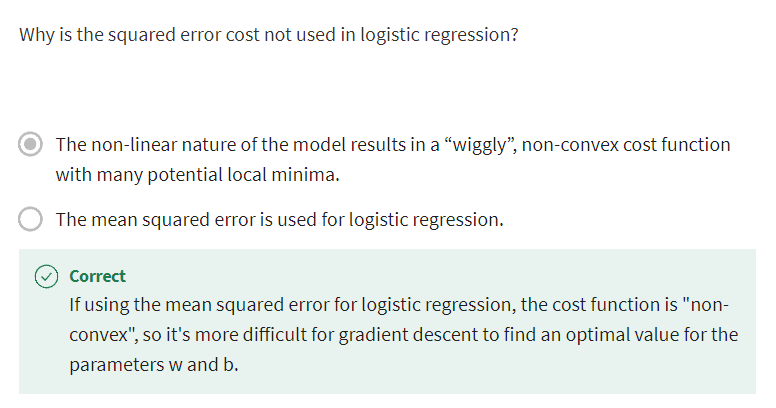 Why is the squared error cost not used in logistic regression?
The non-linear nature of the model results in a “wiggly”, non-convex cost function
with many potential local minima.
The mean squared error is used for logistic regression.
Correct
If using the mean squared error for logistic regression, the cost function is "non-
convex", so it's more difficult for gradient descent to find an optimal value for the
parameters w and b.